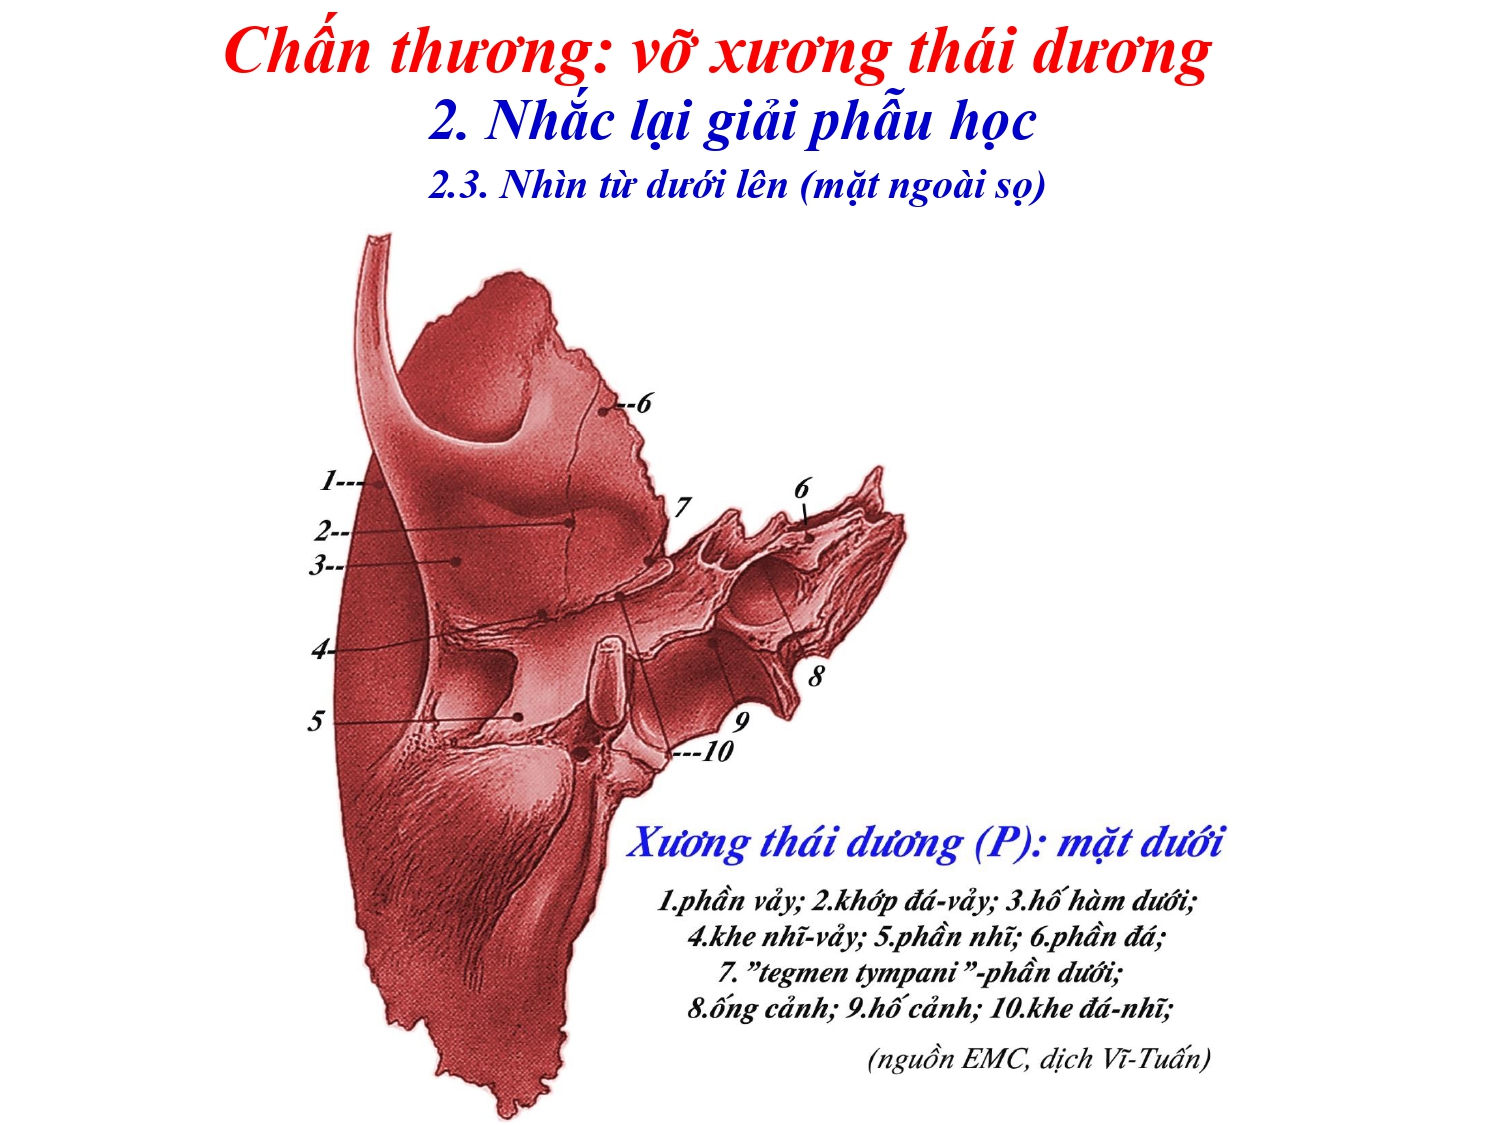 Chấn thương: vỡ xương thái dương
2. Nhắc lại giải phẫu học
2.3. Nhìn từ dưới lên (mặt ngoài sọ)
--6
1---
6
7
2--
3--
4-
8
5
9
---10
Xương thái dương (P): mặt dưới
1.phần vảy; 2.khớp đá-vảy; 3.hố hàm dưới;
4.khe nhĩ-vảy; 5.phần nhĩ; 6.phần đá;
7. ”tegmen tympani”-phần dưới;
8.ống cảnh; 9.hố cảnh; 10.khe đá-nhĩ;
(nguồn EMC, dịch Vĩ-Tuấn)